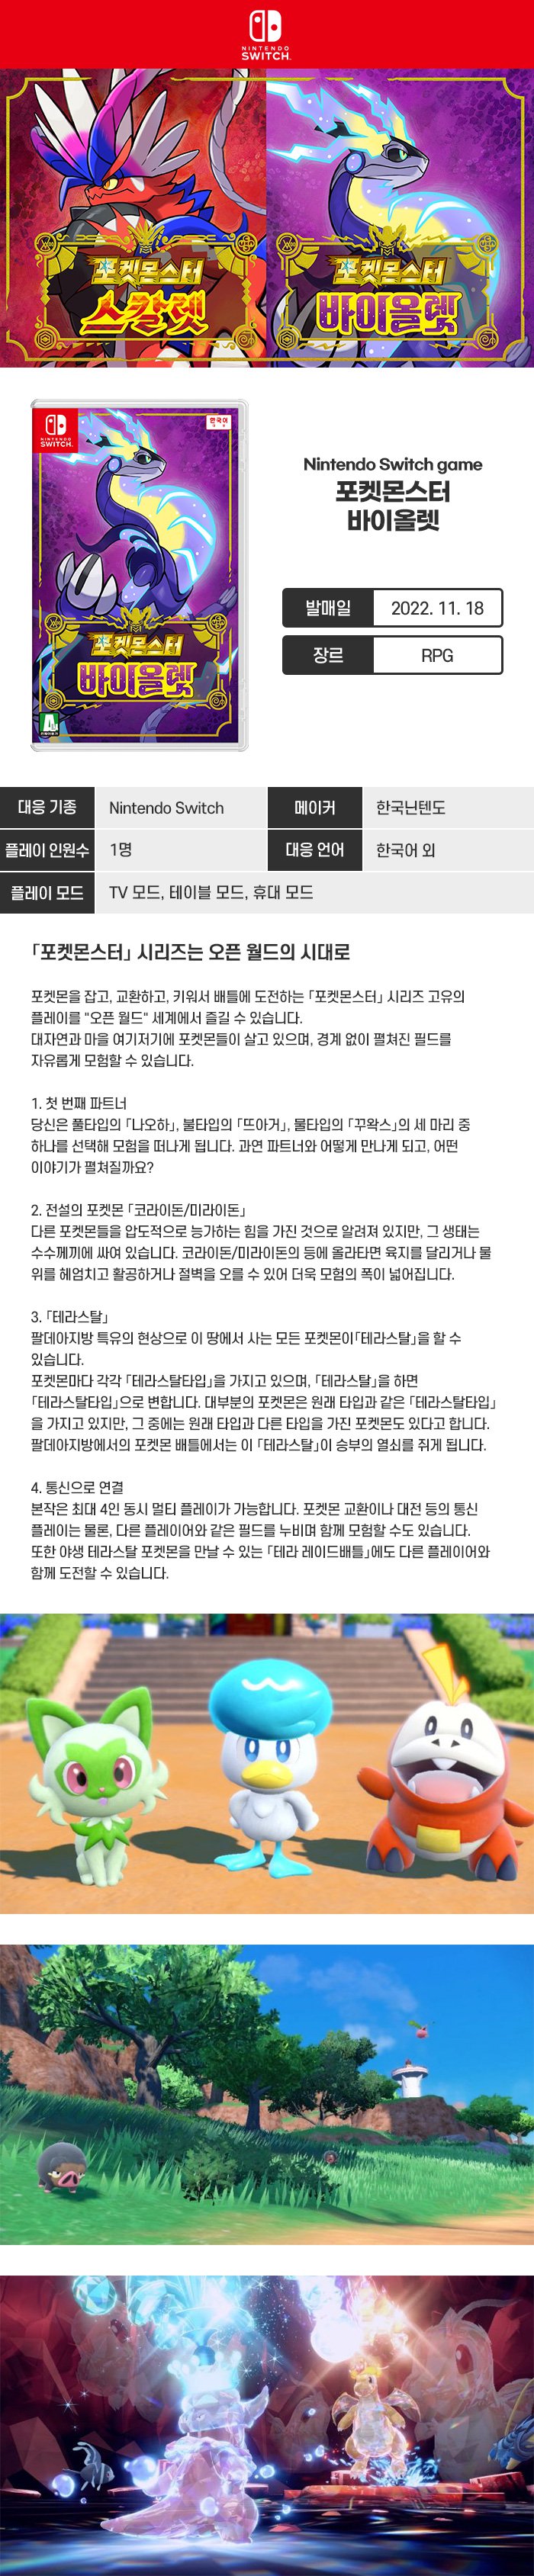 NINTENDO
SWITCH
포켓몬스터
스칼렛
포켓몬스터
바이올렛
NINTENDO
SWITCH
한국어
포켓몬스터
바이올렛
Nintendo Switch game
포켓몬스터
바이올렛
발매일 2022. 11. 18
장르 RPG
대응 기종 Nintendo Switch 메이커 한국닌텐도
플레이 인원수 1명 대응 언어 한국어 외
플레이 모드 TV 모드, 테이블 모드, 휴대 모드
「포켓몬스터」 시리즈는 오픈 월드의 시대로
포켓몬을 잡고, 교환하고, 키워서 배틀에 도전하는 「포켓몬스터」 시리즈 고유의
플레이를 "오픈 월드" 세계에서 즐길 수 있습니다.
대자연과 마을 여기저기에 포켓몬들이 살고 있으며, 경계 없이 펼쳐진 필드를
자유롭게 모험할 수 있습니다.
1. 첫 번째 파트너
당신은 풀타입의 「나오하」, 불타입의 「뜨아거」, 물타입의 「꾸왁스」의 세 마리 중
하나를 선택해 모험을 떠나게 됩니다. 과연 파트너와 어떻게 만나게 되고, 어떤
이야기가 펼쳐질까요?
2. 전설의 포켓몬 「코라이돈/미라이돈」
다른 포켓몬들을 압도적으로 능가하는 힘을 가진 것으로 알려져 있지만, 그 생태는
수수께끼에 싸여 있습니다. 코라이돈/미라이돈의 등에 올라타면 육지를 달리거나 물
위를 헤엄치고 활공하거나 절벽을 오를 수 있어 더욱 모험의 폭이 넓어집니다.
3. 「테라스탈」
팔데아지방 특유의 현상으로 이 땅에서 사는 모든 포켓몬이「테라스탈」을 할 수
있습니다.
포켓몬마다 각각 「테라스탈타입」을 가지고 있으며, 「테라스탈」을 하면
「테라스탈타입」으로 변합니다. 대부분의 포켓몬은 원래 타입과 같은 「테라스탈타입」
을 가지고 있지만, 그 중에는 원래 타입과 다른 타입을 가진 포켓몬도 있다고 합니다.
팔데아지방에서의 포켓몬 배틀에서는 이 「테라스탈」이 승부의 열쇠를 쥐게 됩니다.
4. 통신으로 연결
본작은 최대 4인 동시 멀티 플레이가 가능합니다. 포켓몬 교환이나 대전 등의 통신
플레이는 물론, 다른 플레이어와 같은 필드를 누비며 함께 모험할 수도 있습니다.
또한 야생 테라스탈 포켓몬을 만날 수 있는 「테라 레이드배틀」에도 다른 플레이어와
함께 도전할 수 있습니다.